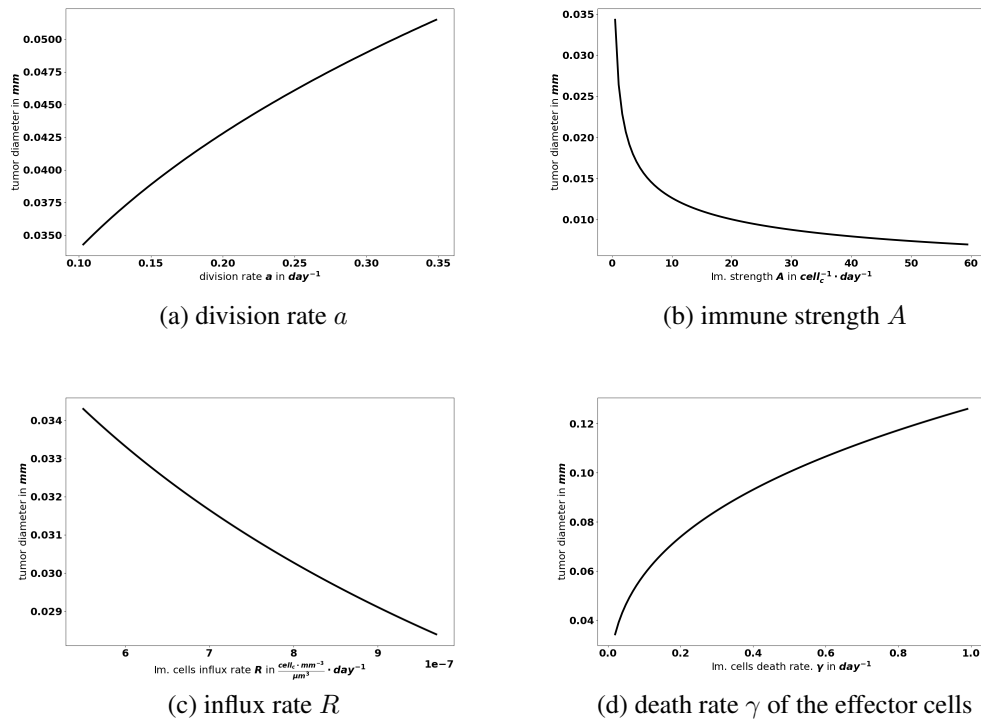 0.0500
0.0475
0.0450
0.0425
0.0400
0.0375
0.0350
tumor diameter in mm
0.10 0.15 0.20 0.25 0.30 0.35
division rate a in day⁻¹
(a) division rate a
0.035
0.030
0.025
0.020
0.015
0.010
tumor diameter in mm
0 10 20 30 40 50 60
Im. strength A in cell_c⁻¹ · day⁻¹
(b) immune strength A
0.034
0.033
0.032
0.031
0.030
0.029
tumor diameter in mm
6 7 8 9
1e-7
Im. cells influx rate R in cell_c · mm⁻³ / μm³ · day⁻¹
(c) influx rate R
0.12
0.10
0.08
0.06
0.04
tumor diameter in mm
0.0 0.2 0.4 0.6 0.8 1.0
Im. cells death rate. γ in day⁻¹
(d) death rate γ of the effector cells